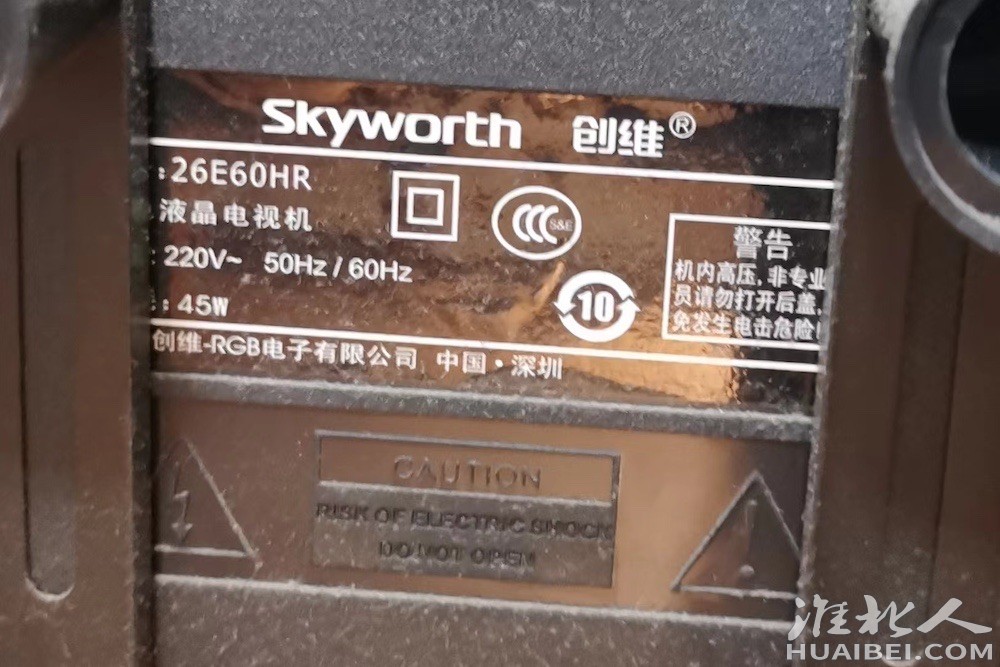 Skyworth 创维®
: 26E60HR
液晶电视机
: 220V~ 50Hz / 60Hz
: 45W
CCC S&E
10
警告
机内高压, 非专业
员请勿打开后盖,
免发生电击危险!
创维-RGB电子有限公司 中国·深圳
CAUTION
RISK OF ELECTRIC SHOCK
DO NOT OPEN
淮北人
HUAIBEI.COM